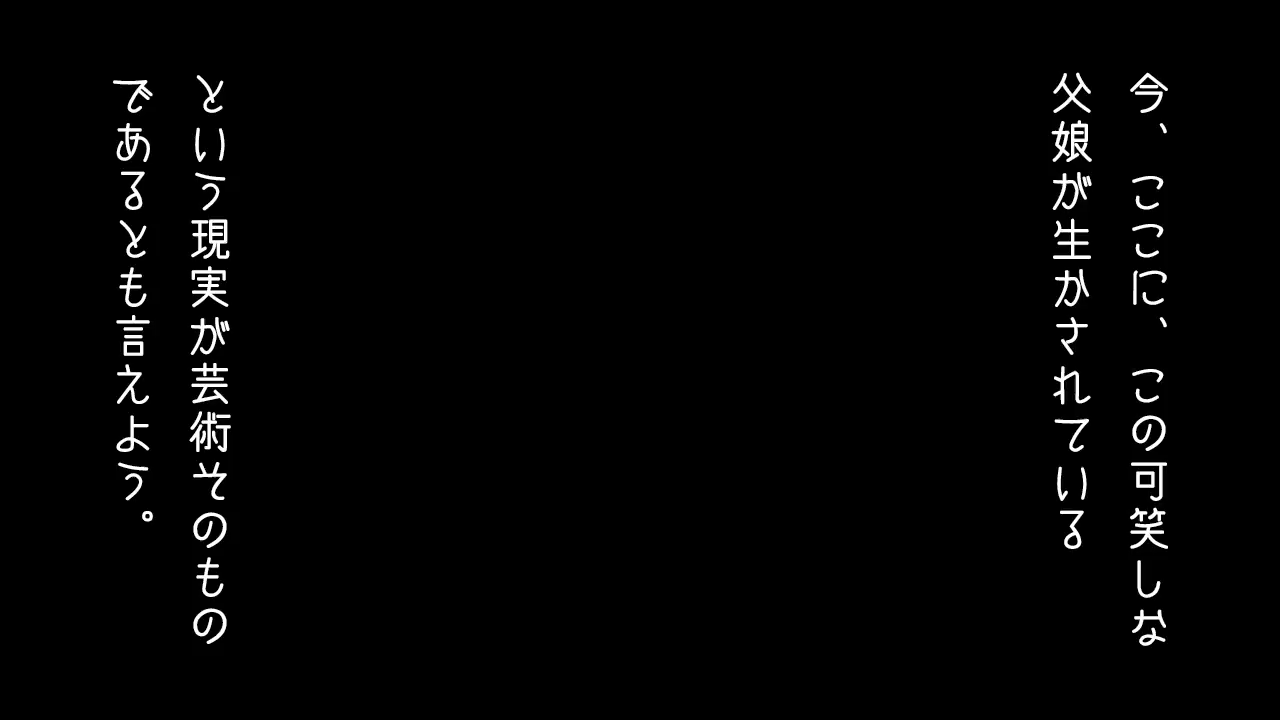 今、ここに、この可笑しな
父娘が生かされている
という現実が芸術そのもの
であるとも言えよう。